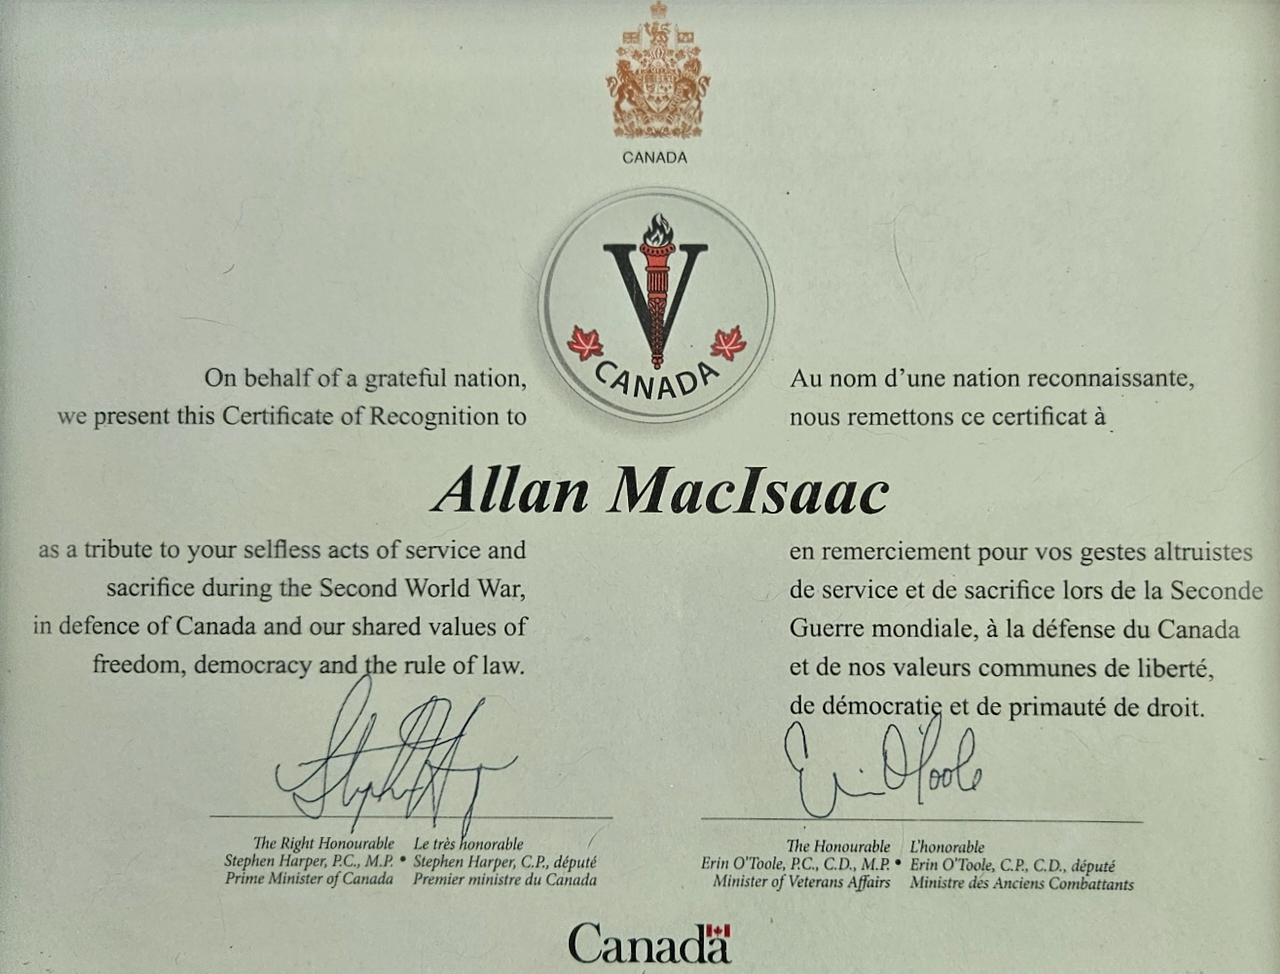 CANADA
V
CANADA
On behalf of a grateful nation,
we present this Certificate of Recognition to
Au nom d’une nation reconnaissante,
nous remettons ce certificat à
Allan MacIsaac
as a tribute to your selfless acts of service and
sacrifice during the Second World War,
in defence of Canada and our shared values of
freedom, democracy and the rule of law.
en remerciement pour vos gestes altruistes
de service et de sacrifice lors de la Seconde
Guerre mondiale, à la défense du Canada
et de nos valeurs communes de liberté,
de démocratie et de primauté de droit.
Stephen Harper
Erin O'Toole
The Right Honourable
Stephen Harper, P.C., M.P. •
Prime Minister of Canada
Le très honorable
Stephen Harper, C.P., député
Premier ministre du Canada
The Honourable
Erin O'Toole, P.C., C.D., M.P. •
Minister of Veterans Affairs
L'honorable
Erin O'Toole, C.P., C.D., député
Ministre des Anciens Combattants
Canada